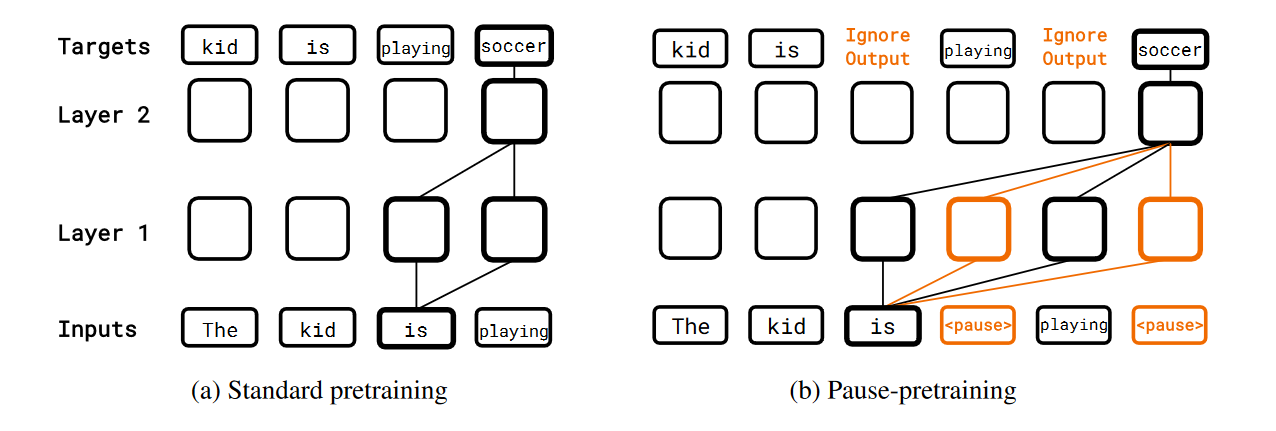 Targets kid is playing soccer
Layer 2
Layer 1
Inputs The kid is playing
(a) Standard pretraining
kid is Ignore Output playing Ignore Output soccer
The kid is <pause> playing <pause>
(b) Pause-pretraining